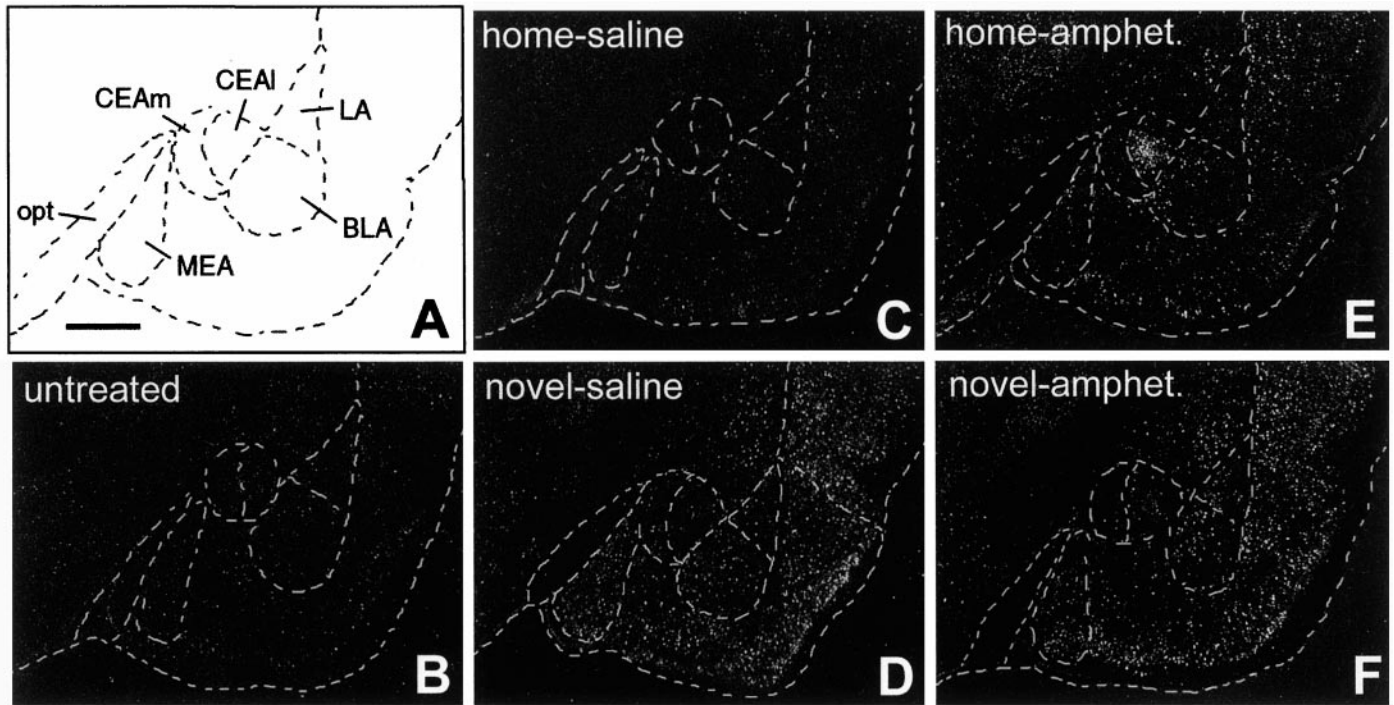 CEAm
CEAl
LA
opt
MEA
BLA
A
home-saline
C
home-amphet.
E
untreated
B
novel-saline
D
novel-amphet.
F